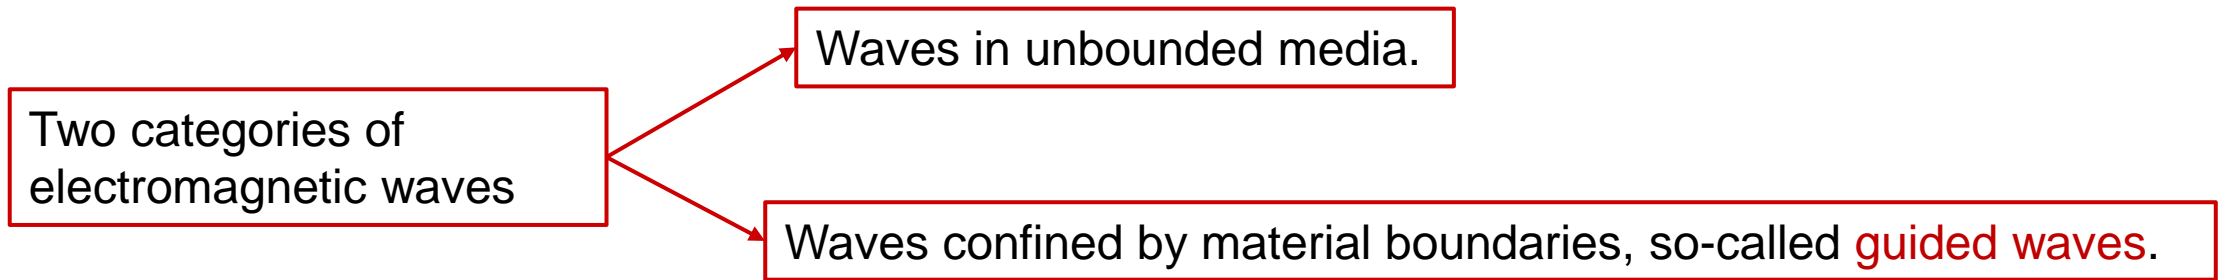 Waves in unbounded media.
Two categories of
electromagnetic waves
Waves confined by material boundaries, so-called guided waves.